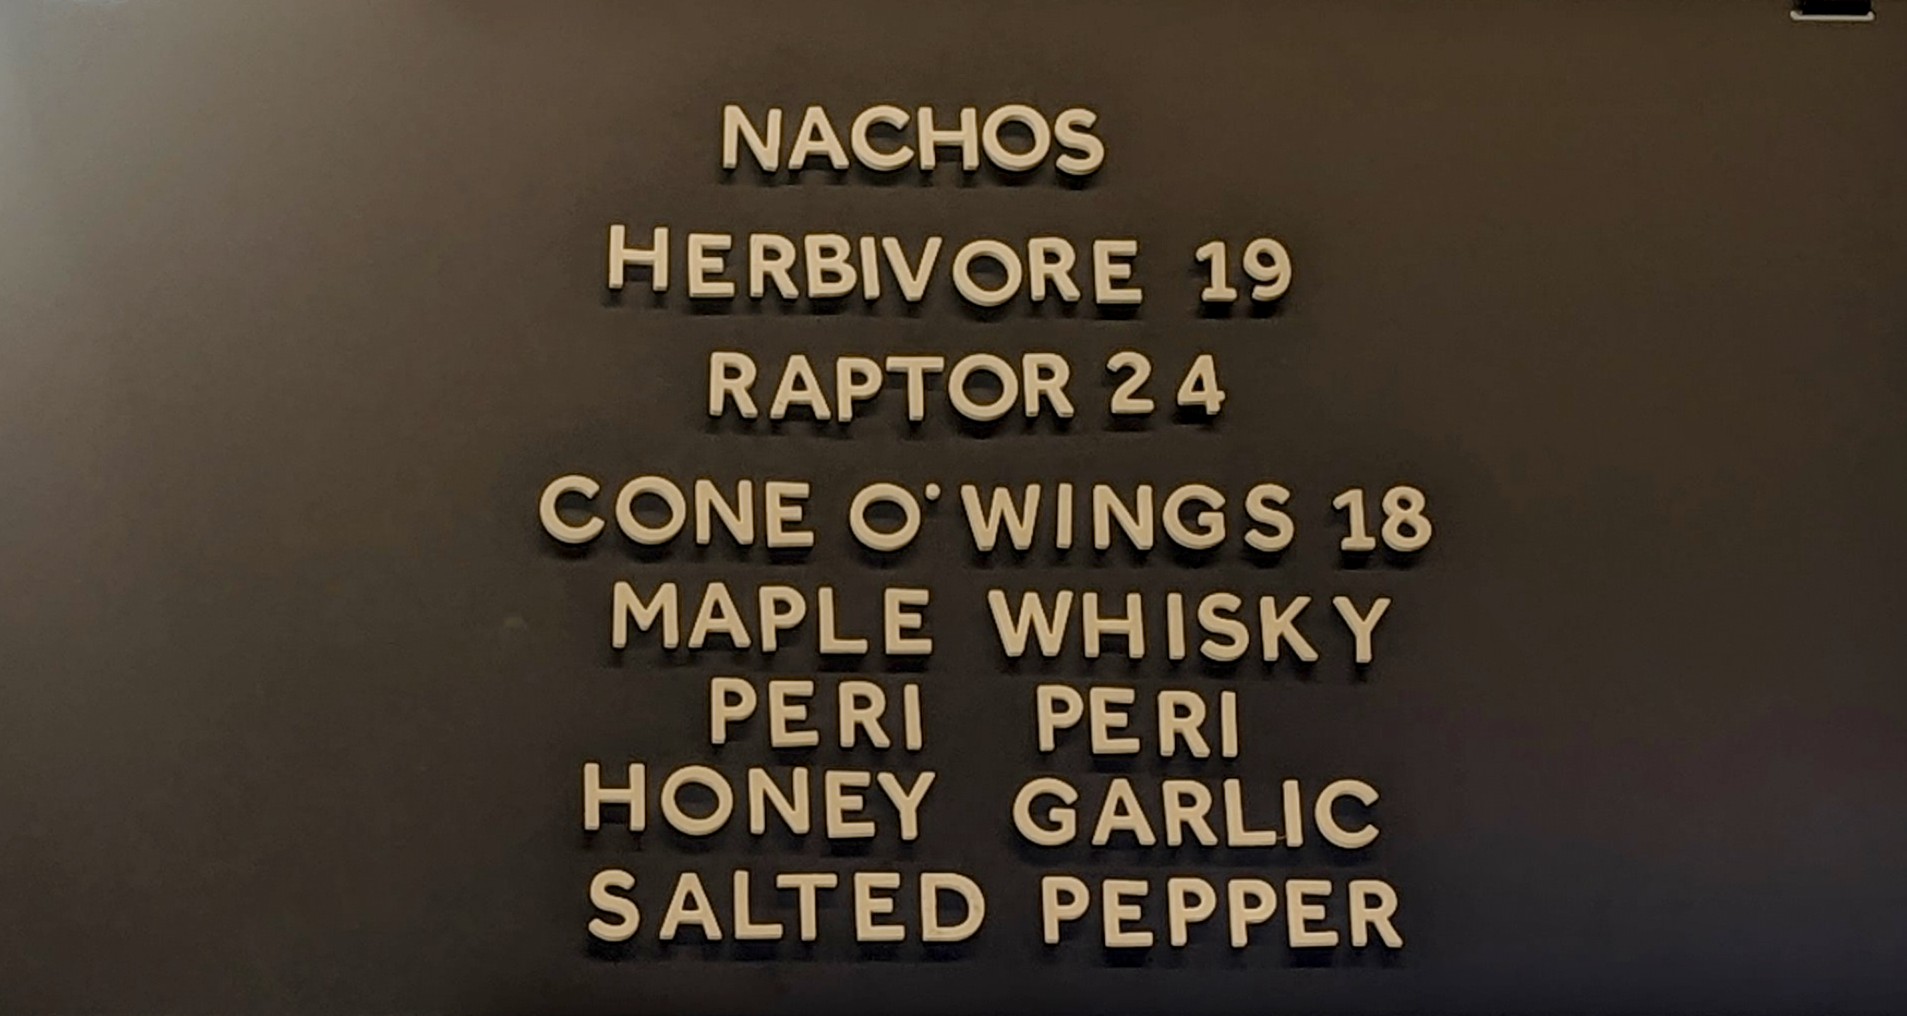 NACHOS
HERBIVORE 19
RAPTOR 24
CONE O' WINGS 18
MAPLE WHISKY
PERI PERI
HONEY GARLIC
SALTED PEPPER